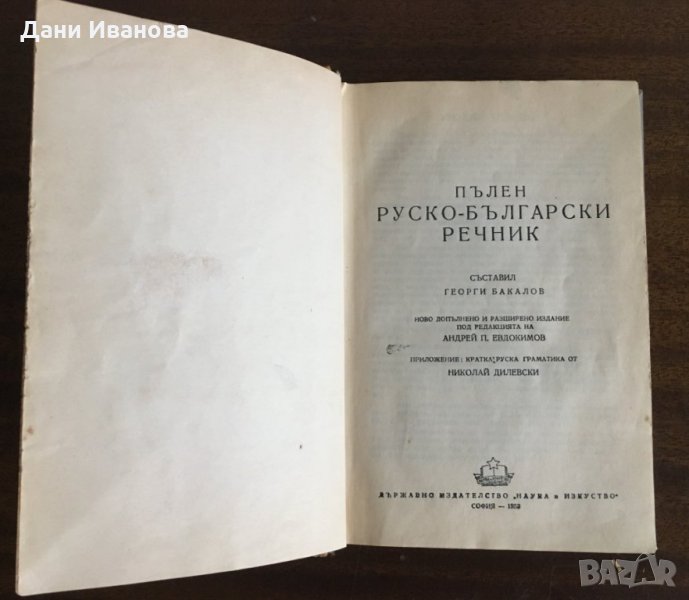 Дани Иванова
ПЪЛЕН
РУСКО-БЪЛГАРСКИ
РЕЧНИК
СЪСТАВИЛ
ГЕОРГИ БАКАЛОВ
НОВО ДОПЪЛНЕНО И РАЗШИРЕНО ИЗДАНИЕ
ПОД РЕДАКЦИЯТА НА
АНДРЕЙ П. ЕВДОКИМОВ
ПРИЛОЖЕНИЕ: КРАТКА РУСКА ГРАМАТИКА ОТ
НИКОЛАЙ ДИЛЕВСКИ
ДЪРЖАВНО ИЗДАТЕЛСТВО „НАУКА и ИЗКУСТВО"
СОФИЯ —
BAZAR